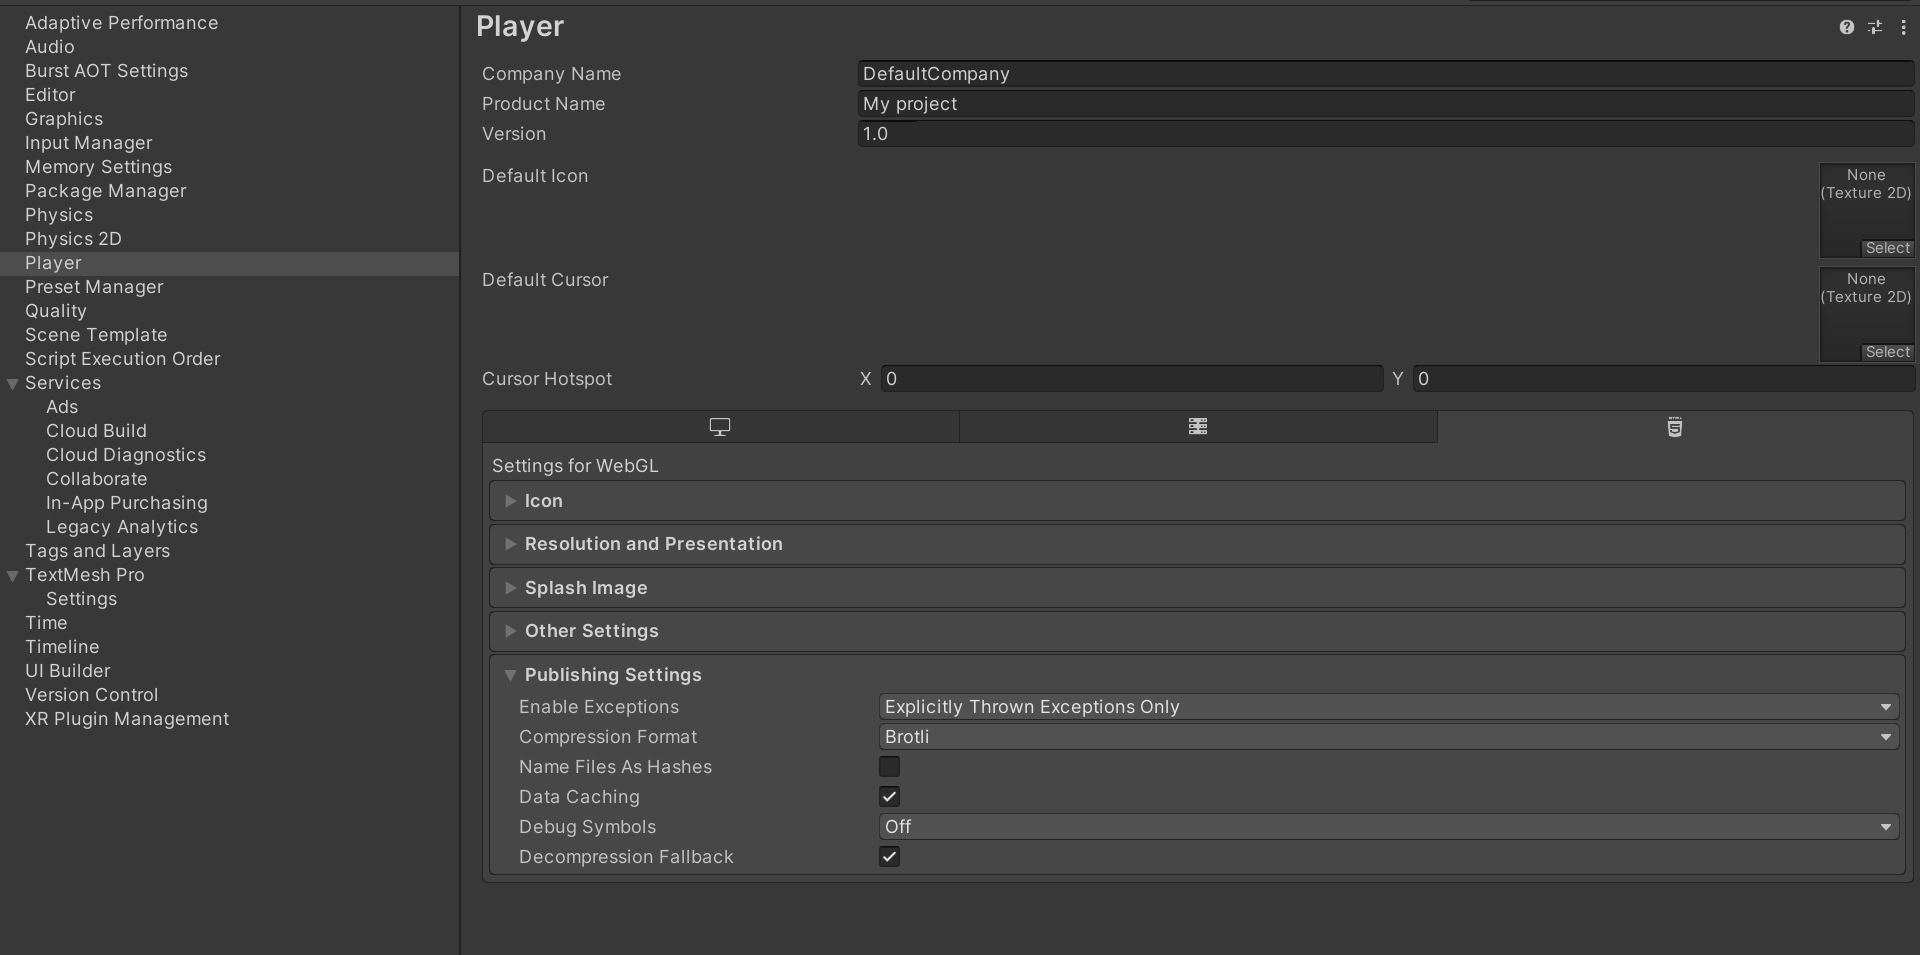 Adaptive Performance
Audio
Burst AOT Settings
Editor
Graphics
Input Manager
Memory Settings
Package Manager
Physics
Physics 2D
Player
Preset Manager
Quality
Scene Template
Script Execution Order
Services
Ads
Cloud Build
Cloud Diagnostics
Collaborate
In-App Purchasing
Legacy Analytics
Tags and Layers
TextMesh Pro
Settings
Time
Timeline
UI Builder
Version Control
XR Plugin Management
Player
Company Name DefaultCompany
Product Name My project
Version 1.0
Default Icon
None
(Texture 2D)
Select
Default Cursor
None
(Texture 2D)
Select
Cursor Hotspot X 0 Y 0
Settings for WebGL
Icon
Resolution and Presentation
Splash Image
Other Settings
Publishing Settings
Enable Exceptions Explicitly Thrown Exceptions Only
Compression Format Brotli
Name Files As Hashes
Data Caching
Debug Symbols Off
Decompression Fallback